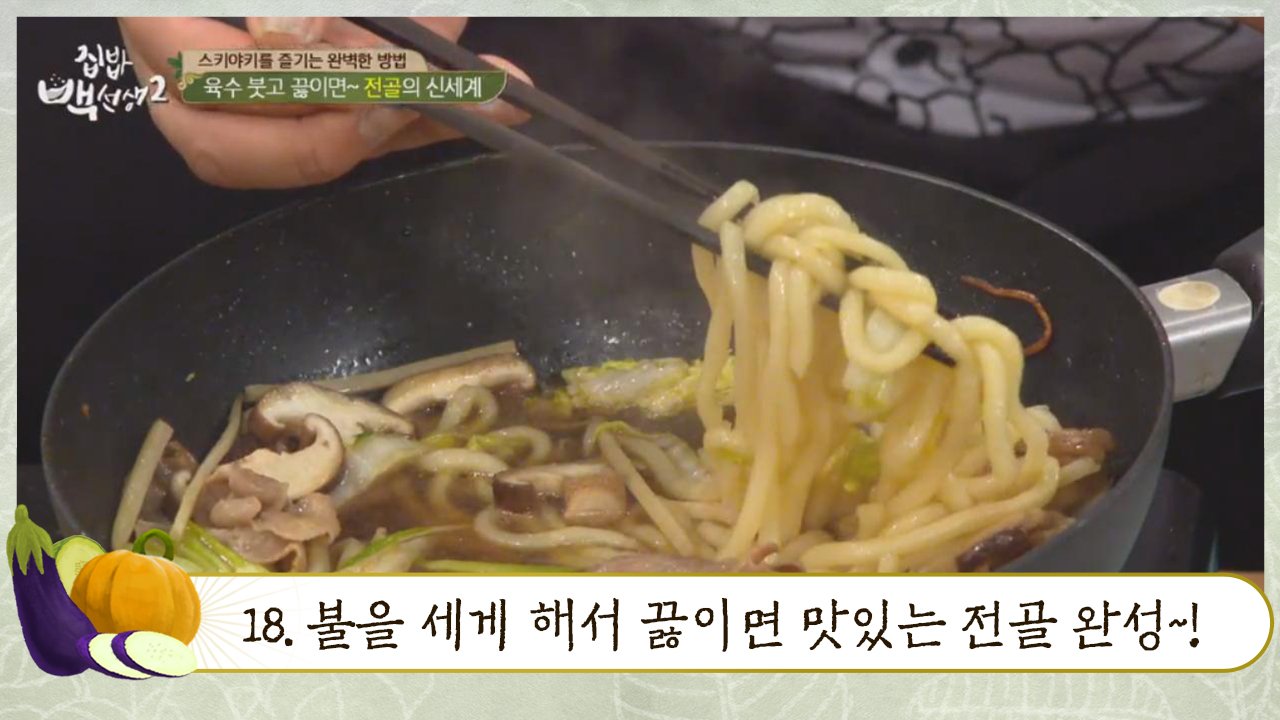 집밥
백선생2
스키야키를 즐기는 완벽한 방법
육수 붓고 끓이면~ 전골의 신세계
18. 불을 세게 해서 끓이면 맛있는 전골 완성~!